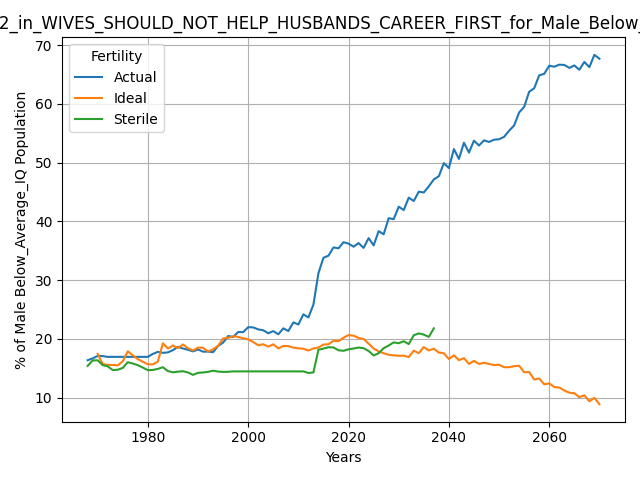 2_in_WIVES_SHOULD_NOT_HELP_HUSBANDS_CAREER_FIRST_for_Male_Below_
Fertility
Actual
Ideal
Sterile
% of Male Below_Average_IQ Population
70
60
50
40
30
20
10
1980
2000
2020
2040
2060
Years